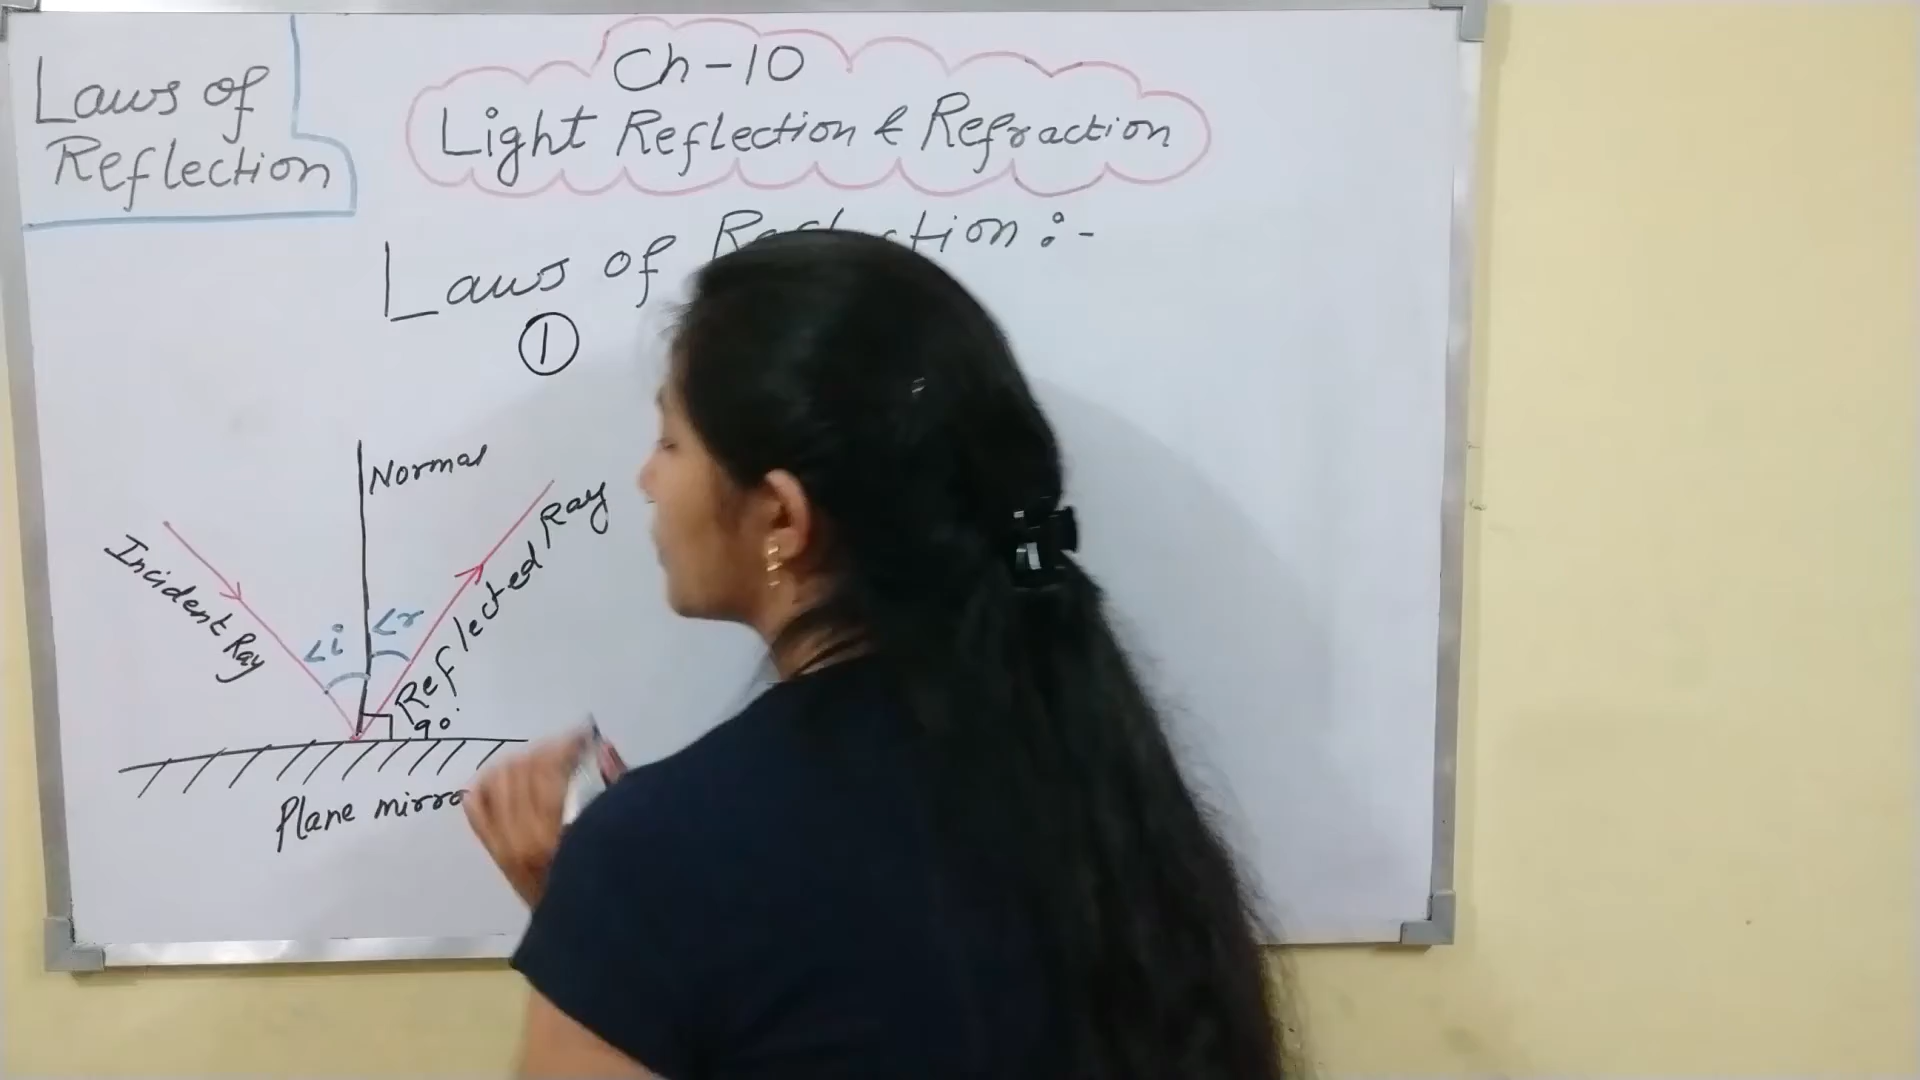 Laws of
Reflection
Ch-10
Light Reflection & Refraction
Laws of :-
①
Normal
Incident Ray
Reflected Ray
<i
<r
90°
Plane